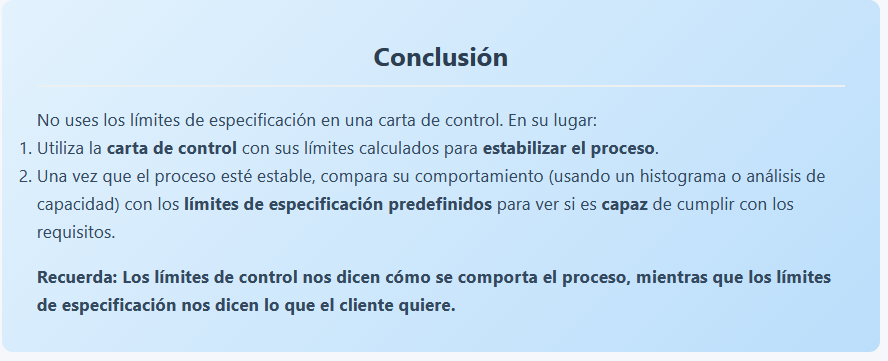 Conclusión
No uses los límites de especificación en una carta de control. En su lugar:
1. Utiliza la carta de control con sus límites calculados para estabilizar el proceso.
2. Una vez que el proceso esté estable, compara su comportamiento (usando un histograma o análisis de
capacidad) con los límites de especificación predefinidos para ver si es capaz de cumplir con los
requisitos.
Recuerda: Los límites de control nos dicen cómo se comporta el proceso, mientras que los límites
de especificación nos dicen lo que el cliente quiere.